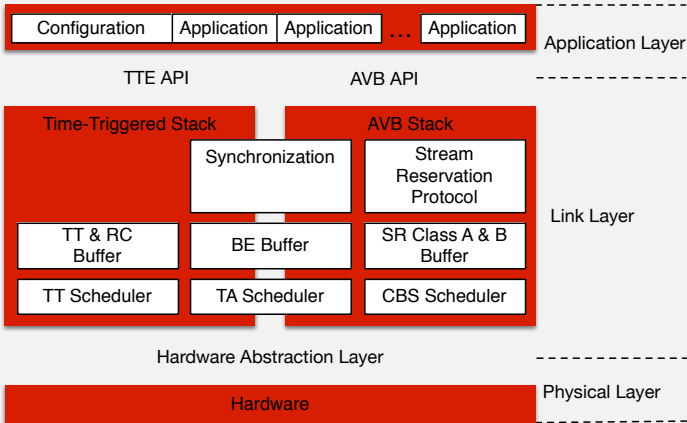 Configuration
Application
Application
...
Application
Application Layer
TTE API
AVB API
Time-Triggered Stack
AVB Stack
Synchronization
Stream
Reservation
Protocol
Link Layer
TT & RC
Buffer
BE Buffer
SR Class A & B
Buffer
TT Scheduler
TA Scheduler
CBS Scheduler
Hardware Abstraction Layer
Physical Layer
Hardware